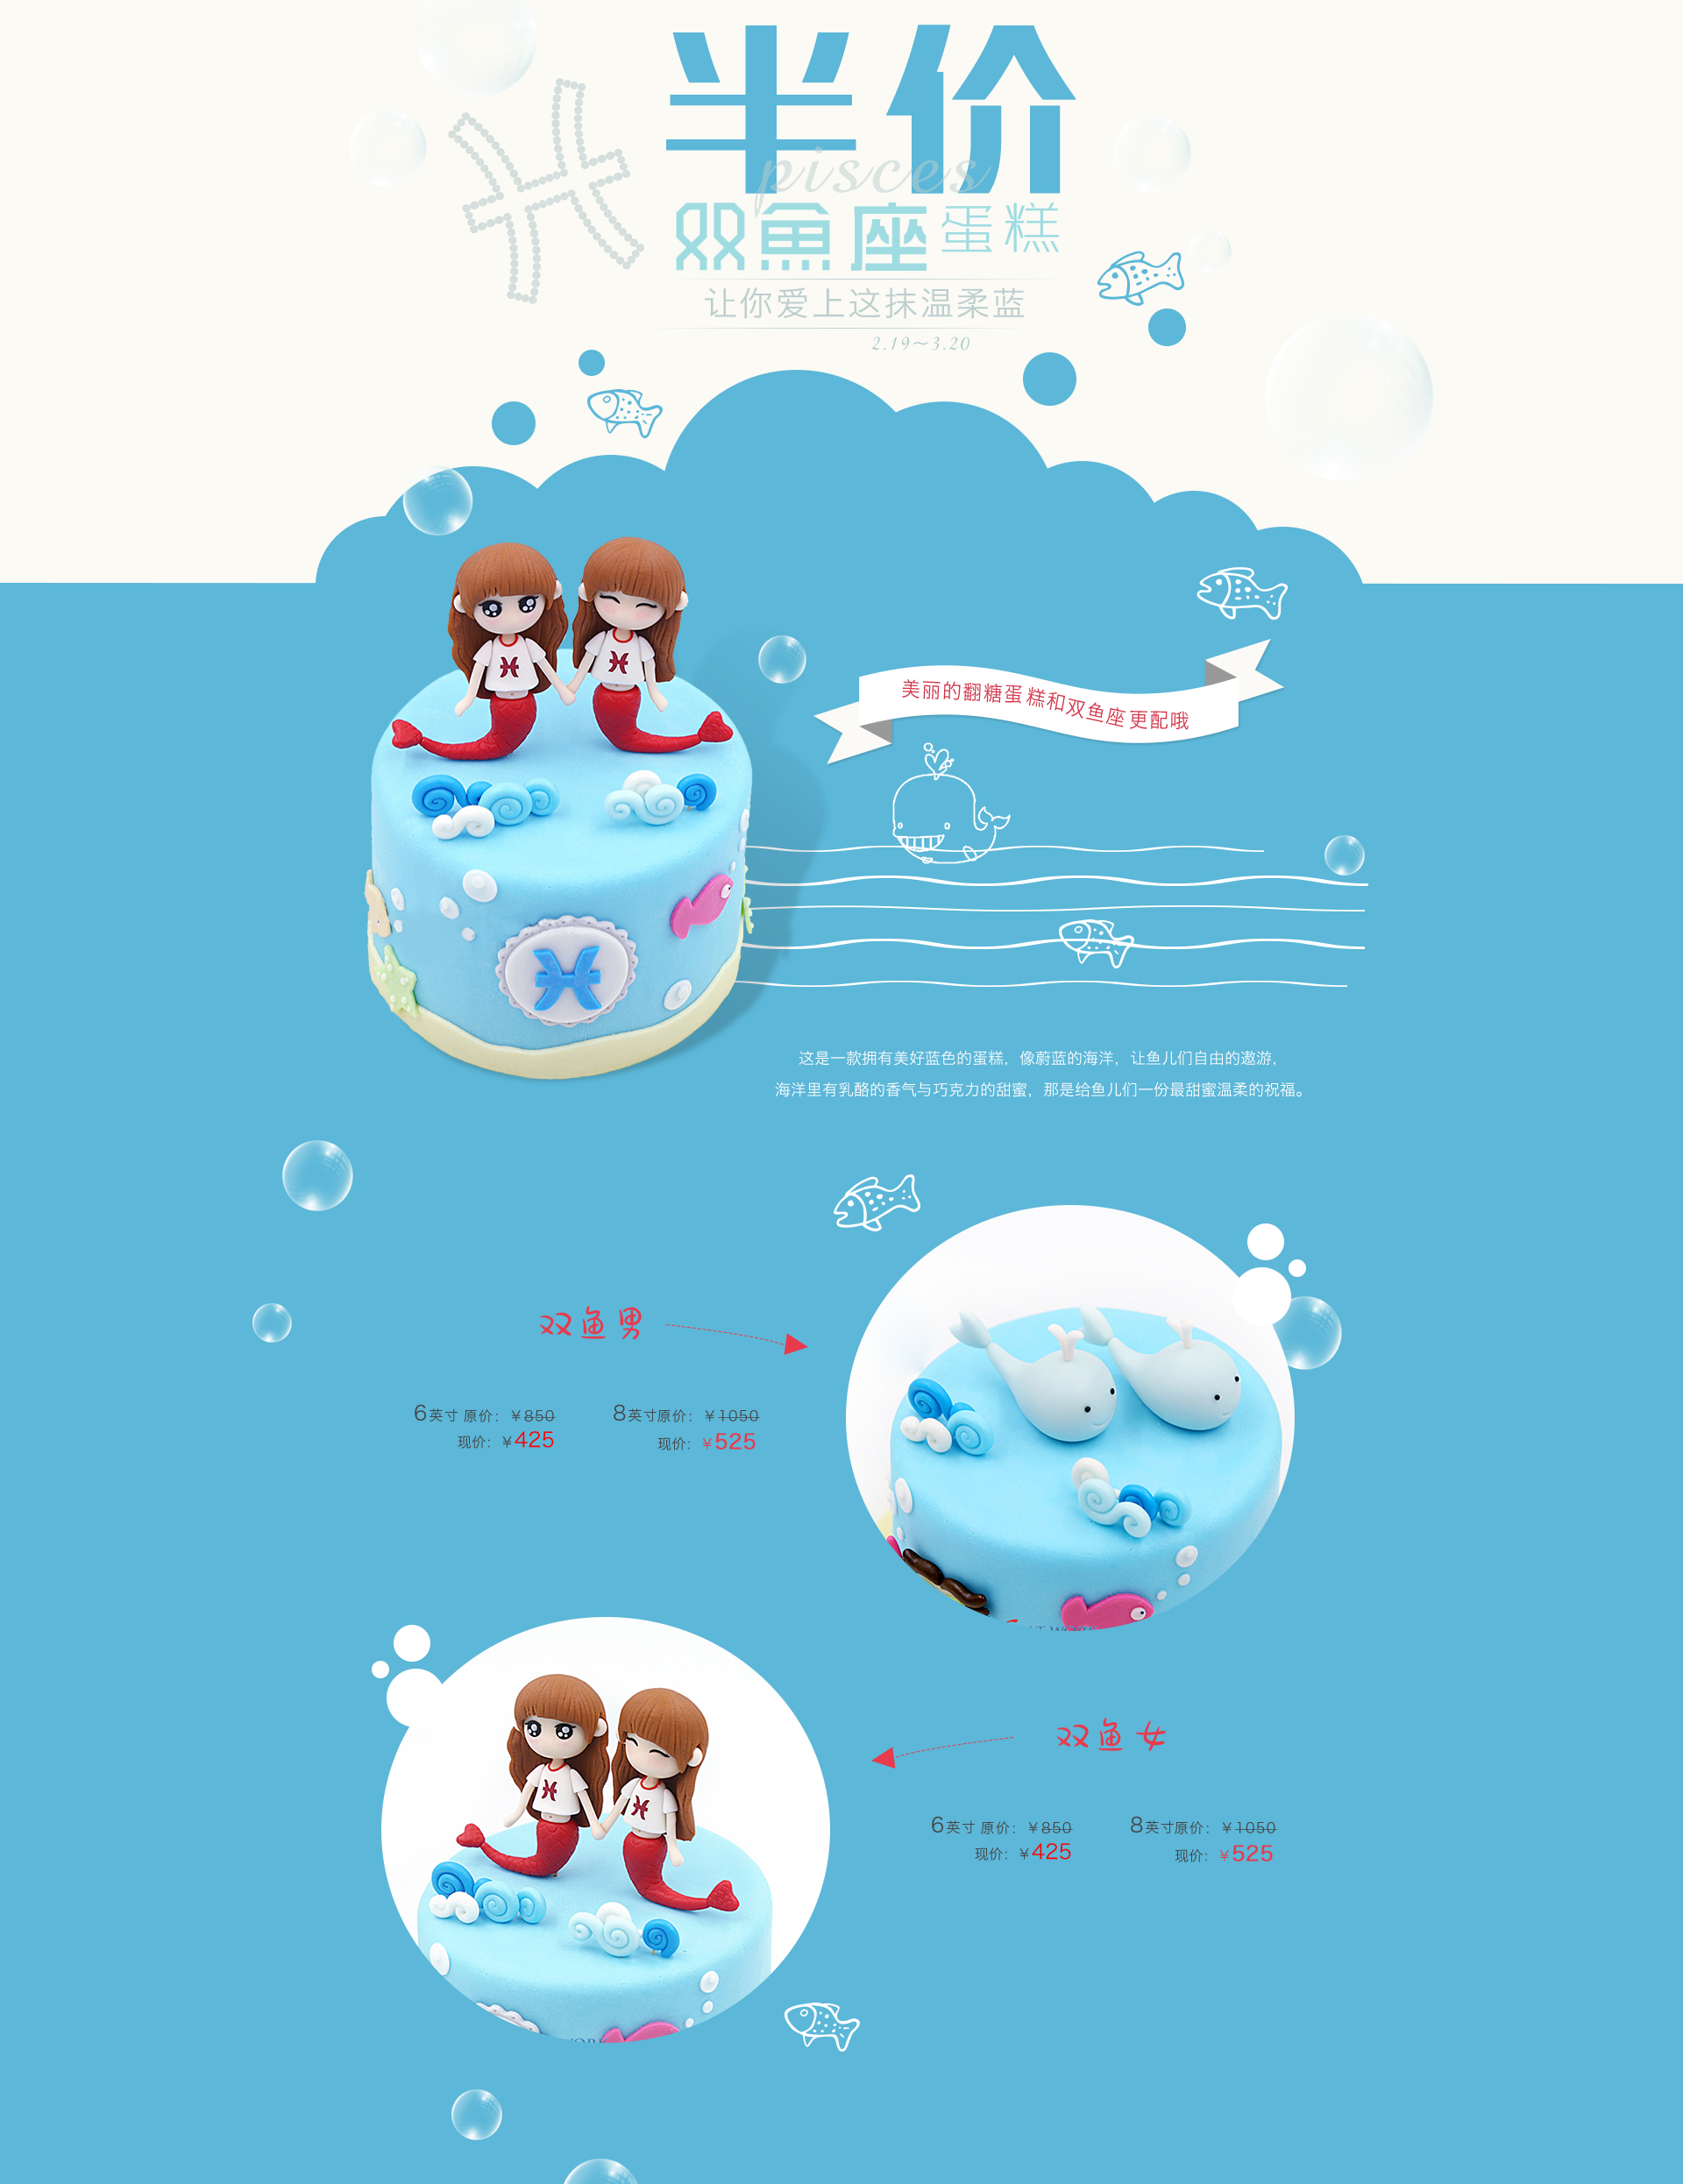 半价
pisces
双魚座蛋糕
让你爱上这抹温柔蓝
2.19~3.20
美丽的翻糖蛋糕和双鱼座更配哦
这是一款拥有美好蓝色的蛋糕，像蔚蓝的海洋，让鱼儿们自由的遨游，
海洋里有乳酪的香气与巧克力的甜蜜，那是给鱼儿们一份最甜蜜温柔的祝福。
双鱼男
6英寸 原价：￥850
现价：￥425
8英寸原价：￥1050
现价：￥525
双鱼女
6英寸 原价：￥850
现价：￥425
8英寸原价：￥1050
现价：￥525